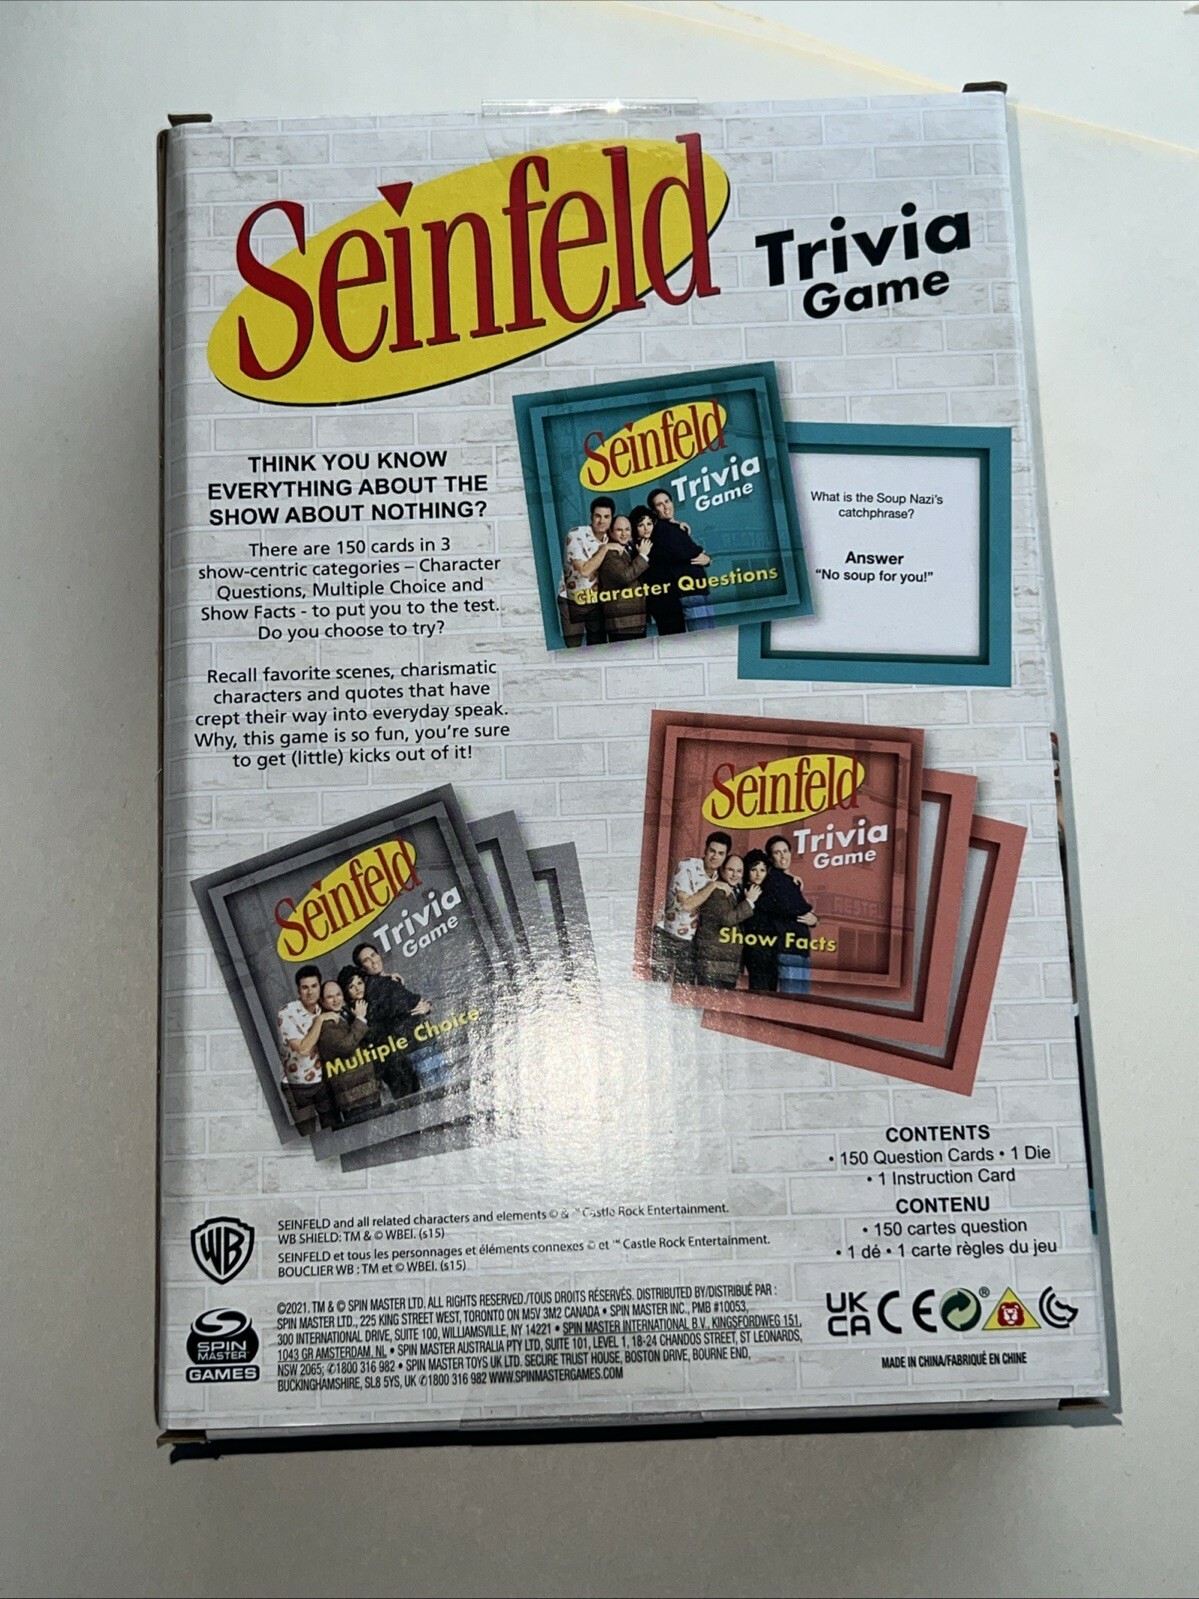 Seinfeld
Trivia
Game
THINK YOU KNOW
EVERYTHING ABOUT THE
SHOW ABOUT NOTHING?
There are 150 cards in 3
show-centric categories – Character
Questions, Multiple Choice and
Show Facts - to put you to the test.
Do you choose to try?
Recall favorite scenes, charismatic
characters and quotes that have
crept their way into everyday speak.
Why, this game is so fun, you're sure
to get (little) kicks out of it!
Seinfeld
Trivia
Game
Character Questions
What is the Soup Nazi's
catchphrase?
Answer
"No soup for you!"
Seinfeld
Trivia
Game
Multiple Choice
Seinfeld
Trivia
Game
Show Facts
CONTENTS
• 150 Question Cards • 1 Die
• 1 Instruction Card
CONTENU
• 150 cartes question
• 1 dé • 1 carte règles du jeu
WB
SEINFELD and all related characters and elements © & ™ Castle Rock Entertainment.
WB SHIELD: TM & © WBEI. (s15)
SEINFELD et tous les personnages et éléments connexes © et ™ Castle Rock Entertainment.
BOUCLIER WB : TM et © WBEI. (s15)
SPIN
MASTER
GAMES
©2021. TM & © SPIN MASTER LTD. ALL RIGHTS RESERVED./TOUS DROITS RÉSERVÉS. DISTRIBUTED BY/DISTRIBUÉ PAR :
SPIN MASTER LTD., 225 KING STREET WEST, TORONTO ON M5V 3M2 CANADA • SPIN MASTER INC., PMB #10053,
300 INTERNATIONAL DRIVE, SUITE 100, WILLIAMSVILLE, NY 14221 • SPIN MASTER INTERNATIONAL B.V., KINGSFORDWEG 151,
1043 GR AMSTERDAM, NL • SPIN MASTER AUSTRALIA PTY LTD, SUITE 101, LEVEL 1, 18-24 CHANDOS STREET, ST LEONARDS,
NSW 2065; ✆1800 316 982 • SPIN MASTER TOYS UK LTD. SECURE TRUST HOUSE, BOSTON DRIVE, BOURNE END,
BUCKINGHAMSHIRE, SL8 5YS, UK ✆1800 316 982 WWW.SPINMASTERGAMES.COM
UK
CA
CE
®
MADE IN CHINA/FABRIQUÉ EN CHINE